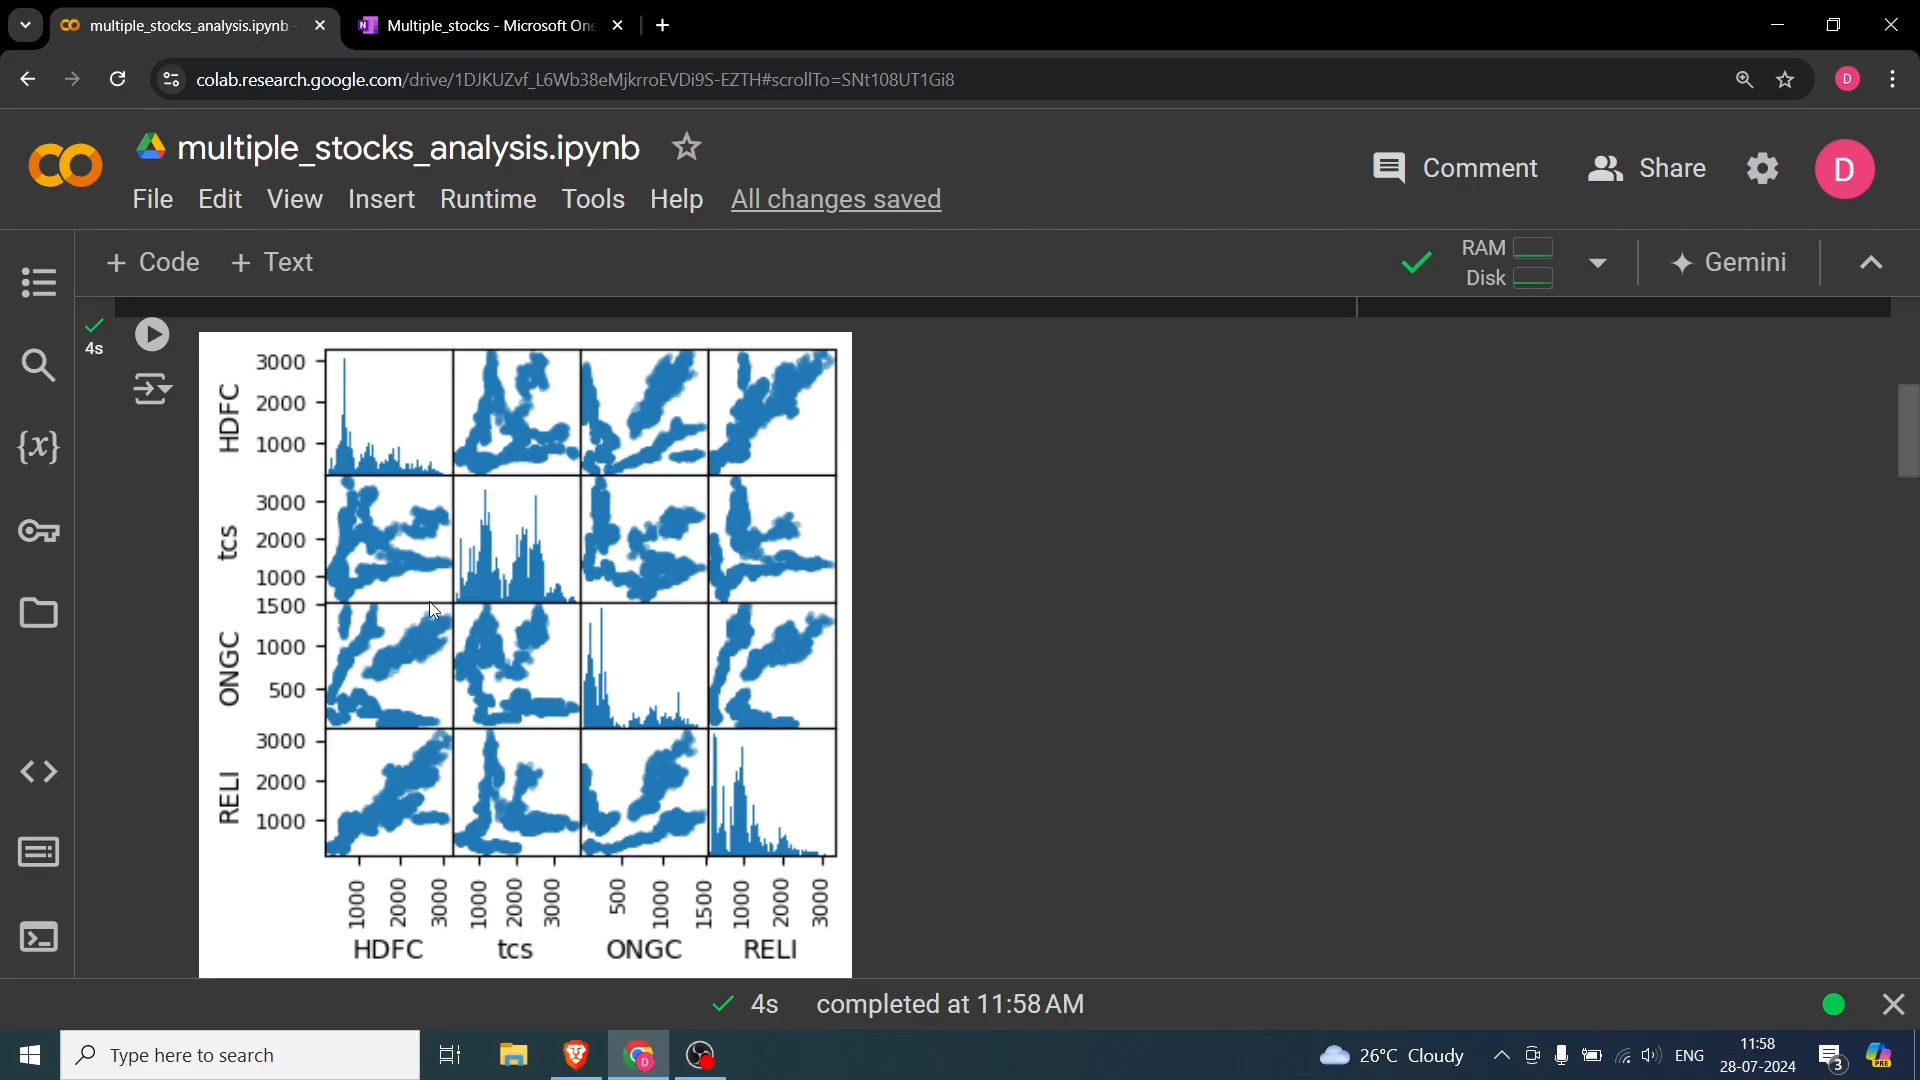 multiple_stocks_analysis.ipynb -
Multiple_stocks - Microsoft One
colab.research.google.com/drive/1DJKUZvf_L6Wb38eMjkrroEVDi9S-EZTH#scrollTo=SNt108UT1Gi8
D
multiple_stocks_analysis.ipynb
Comment
Share
D
File Edit View Insert Runtime Tools Help All changes saved
+ Code + Text
RAM
Disk
Gemini
4s
{x}
HDFC
3000
2000
1000
tcs
3000
2000
1000
ONGC
1500
1000
500
RELI
3000
2000
1000
1000 2000 3000 1000 2000 3000 500 1000 1500 1000 2000 3000
HDFC tcs ONGC RELI
4s completed at 11:58 AM
Type here to search
D
26°C Cloudy
ENG
11:58
28-07-2024
3
PRE